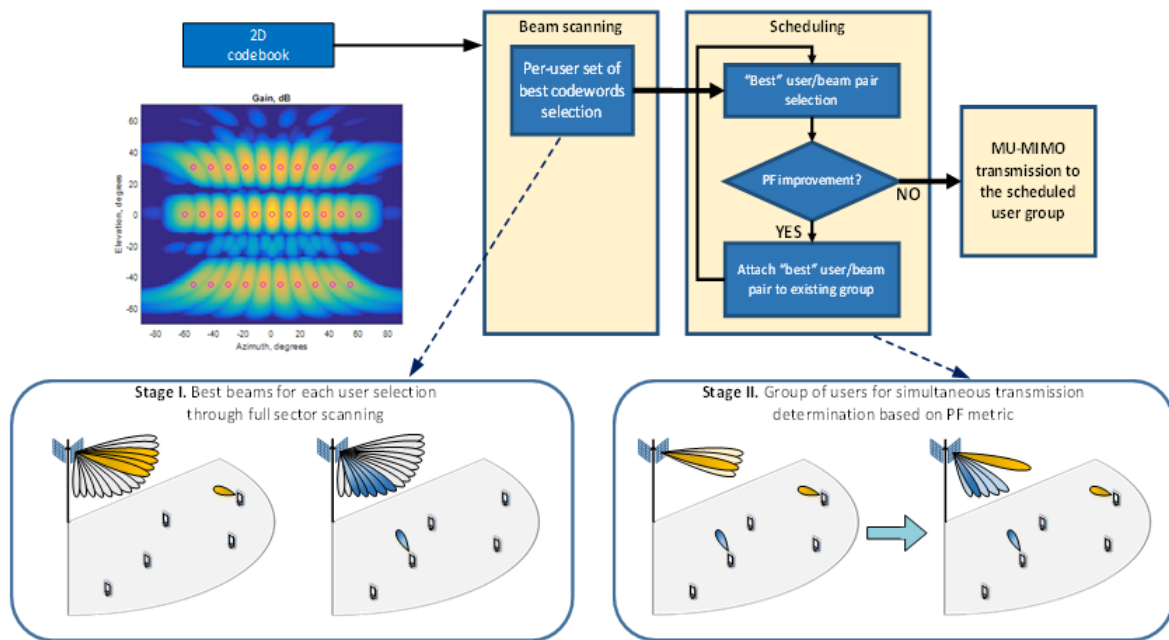 2D
codebook
Beam scanning
Per-user set of
best codewords
selection
Scheduling
"Best" user/beam pair
selection
PF improvement?
NO
YES
Attach "best" user/beam
pair to existing group
MU-MIMO
transmission to
the scheduled
user group
Gain, dB
Elevation, degrees
60
40
20
0
-20
-40
-60
-80 -60 -40 -20 0 20 40 60 80
Azimuth, degrees
Stage I. Best beams for each user selection
through full sector scanning
Stage II. Group of users for simultaneous transmission
determination based on PF metric